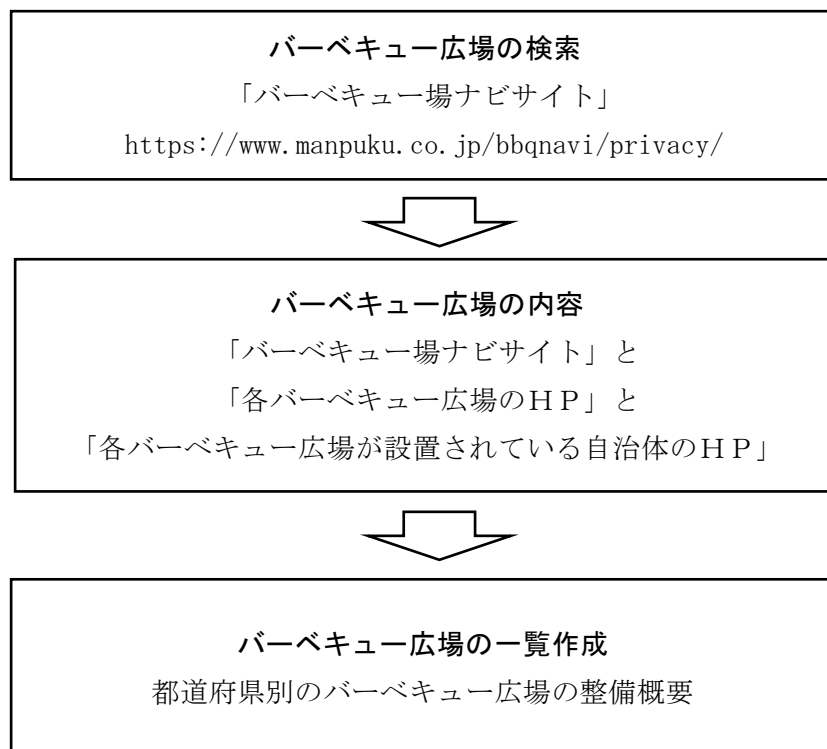 バーベキュー広場の検索
「バーベキュー場ナビサイト」
https://www.manpuku.co.jp/bbqnavi/privacy/
バーベキュー広場の内容
「バーベキュー場ナビサイト」と
「各バーベキュー広場のＨＰ」と
「各バーベキュー広場が設置されている自治体のＨＰ」
バーベキュー広場の一覧作成
都道府県別のバーベキュー広場の整備概要